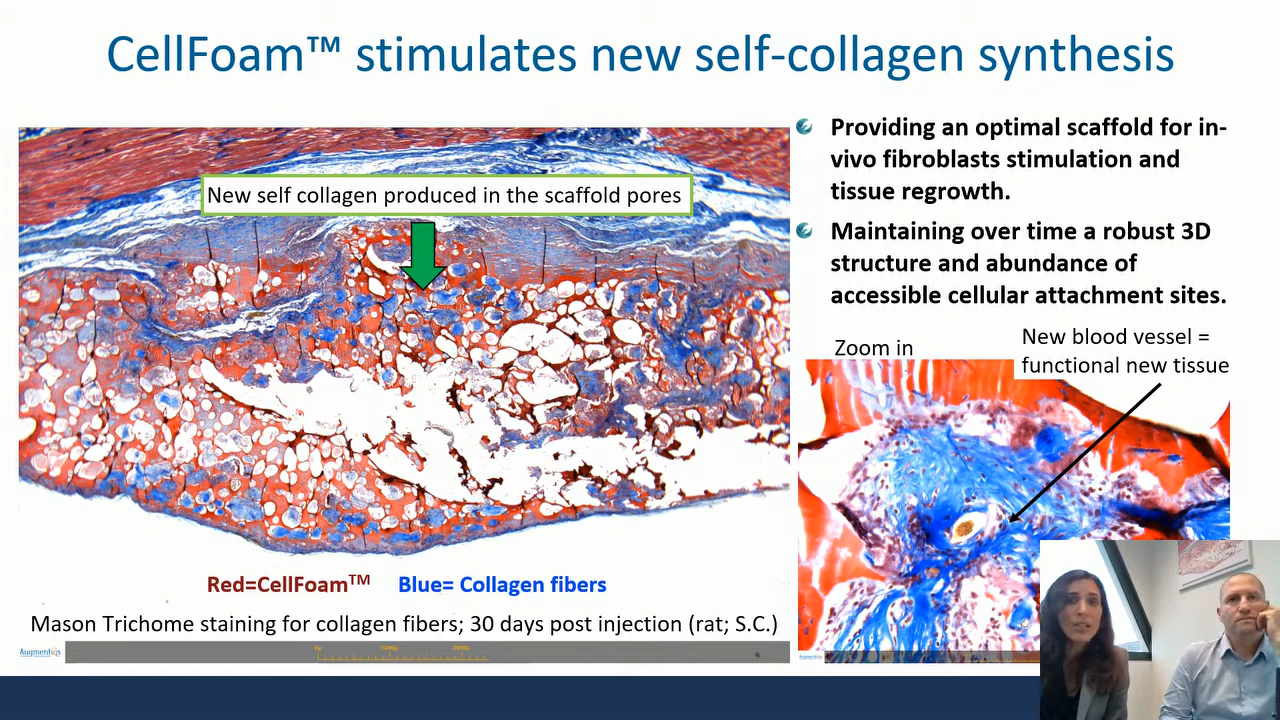 CellFoam™ stimulates new self-collagen synthesis
New self collagen produced in the scaffold pores
Red=CellFoam™ Blue= Collagen fibers
Mason Trichome staining for collagen fibers; 30 days post injection (rat; S.C.)
Augmentiqs
Providing an optimal scaffold for in-
vivo fibroblasts stimulation and
tissue regrowth.
Maintaining over time a robust 3D
structure and abundance of
accessible cellular attachment sites.
Zoom in
New blood vessel =
functional new tissue
Augmentiqs